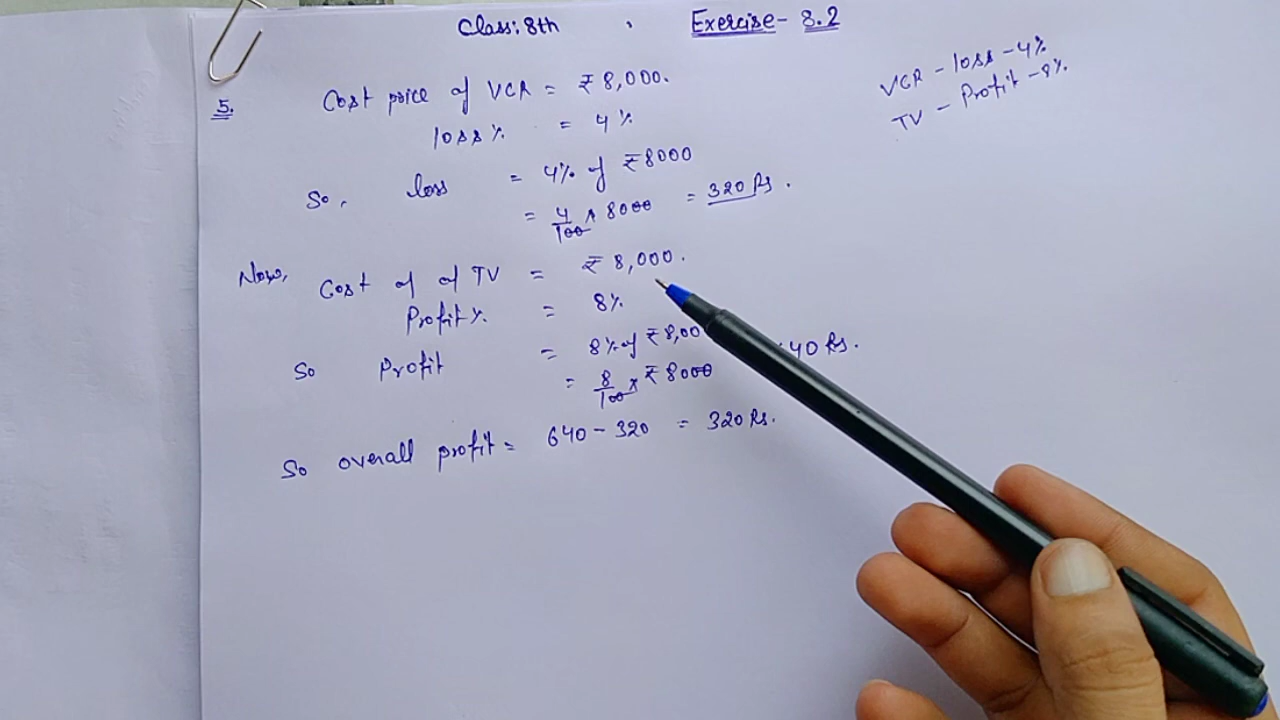 Class: 8th , Exercise- 8.2
VCR - loss - 4%
TV - Profit - 8%.
5. Cost price of VCR = ₹ 8,000.
loss% = 4%
So, loss = 4% of ₹8000
= 4/100 × 8000 = 320 Rs.
Now, Cost of of TV = ₹ 8,000.
Profit%. = 8%.
So Profit = 8% of ₹ 8,00
= 8/100 × ₹ 8000 40 Rs.
So overall profit = 640 - 320 = 320 Rs.